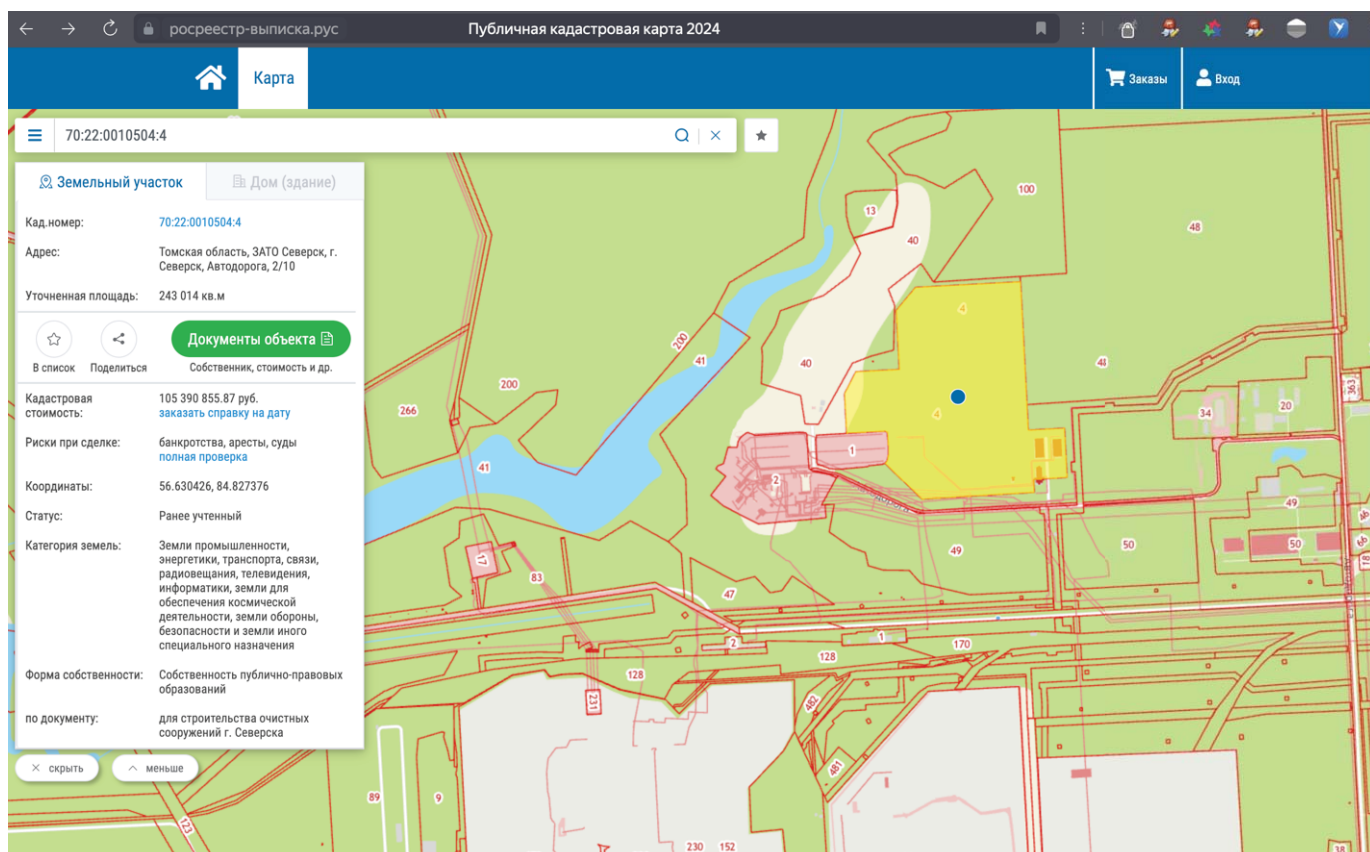 росреестр-выписка.рус
Публичная кадастровая карта 2024
Карта
Заказы
Вход
70:22:0010504:4
Земельный участок
Дом (здание)
Кад.номер:
70:22:0010504:4
Адрес:
Томская область, ЗАТО Северск, г.
Северск, Автодорога, 2/10
Уточненная площадь:
243 014 кв.м
Документы объекта
В список
Поделиться
Собственник, стоимость и др.
Кадастровая
стоимость:
105 390 855.87 руб.
заказать справку на дату
Риски при сделке:
банкротства, аресты, суды
полная проверка
Координаты:
56.630426, 84.827376
Статус:
Ранее учтенный
Категория земель:
Земли промышленности,
энергетики, транспорта, связи,
радиовещания, телевидения,
информатики, земли для
обеспечения космической
деятельности, земли обороны,
безопасности и земли иного
специального назначения
Форма собственности:
Собственность публично-правовых
образований
по документу:
для строительства очистных
сооружений г. Северска
скрыть
меньше
100
13
48
40
4
200
41
40
41
363
200
266
4
34
20
1
41
2
49
46
66
50
50
49
18
17
83
47
1
2
170
128
128
231
482
481
89
9
123
230
152
38